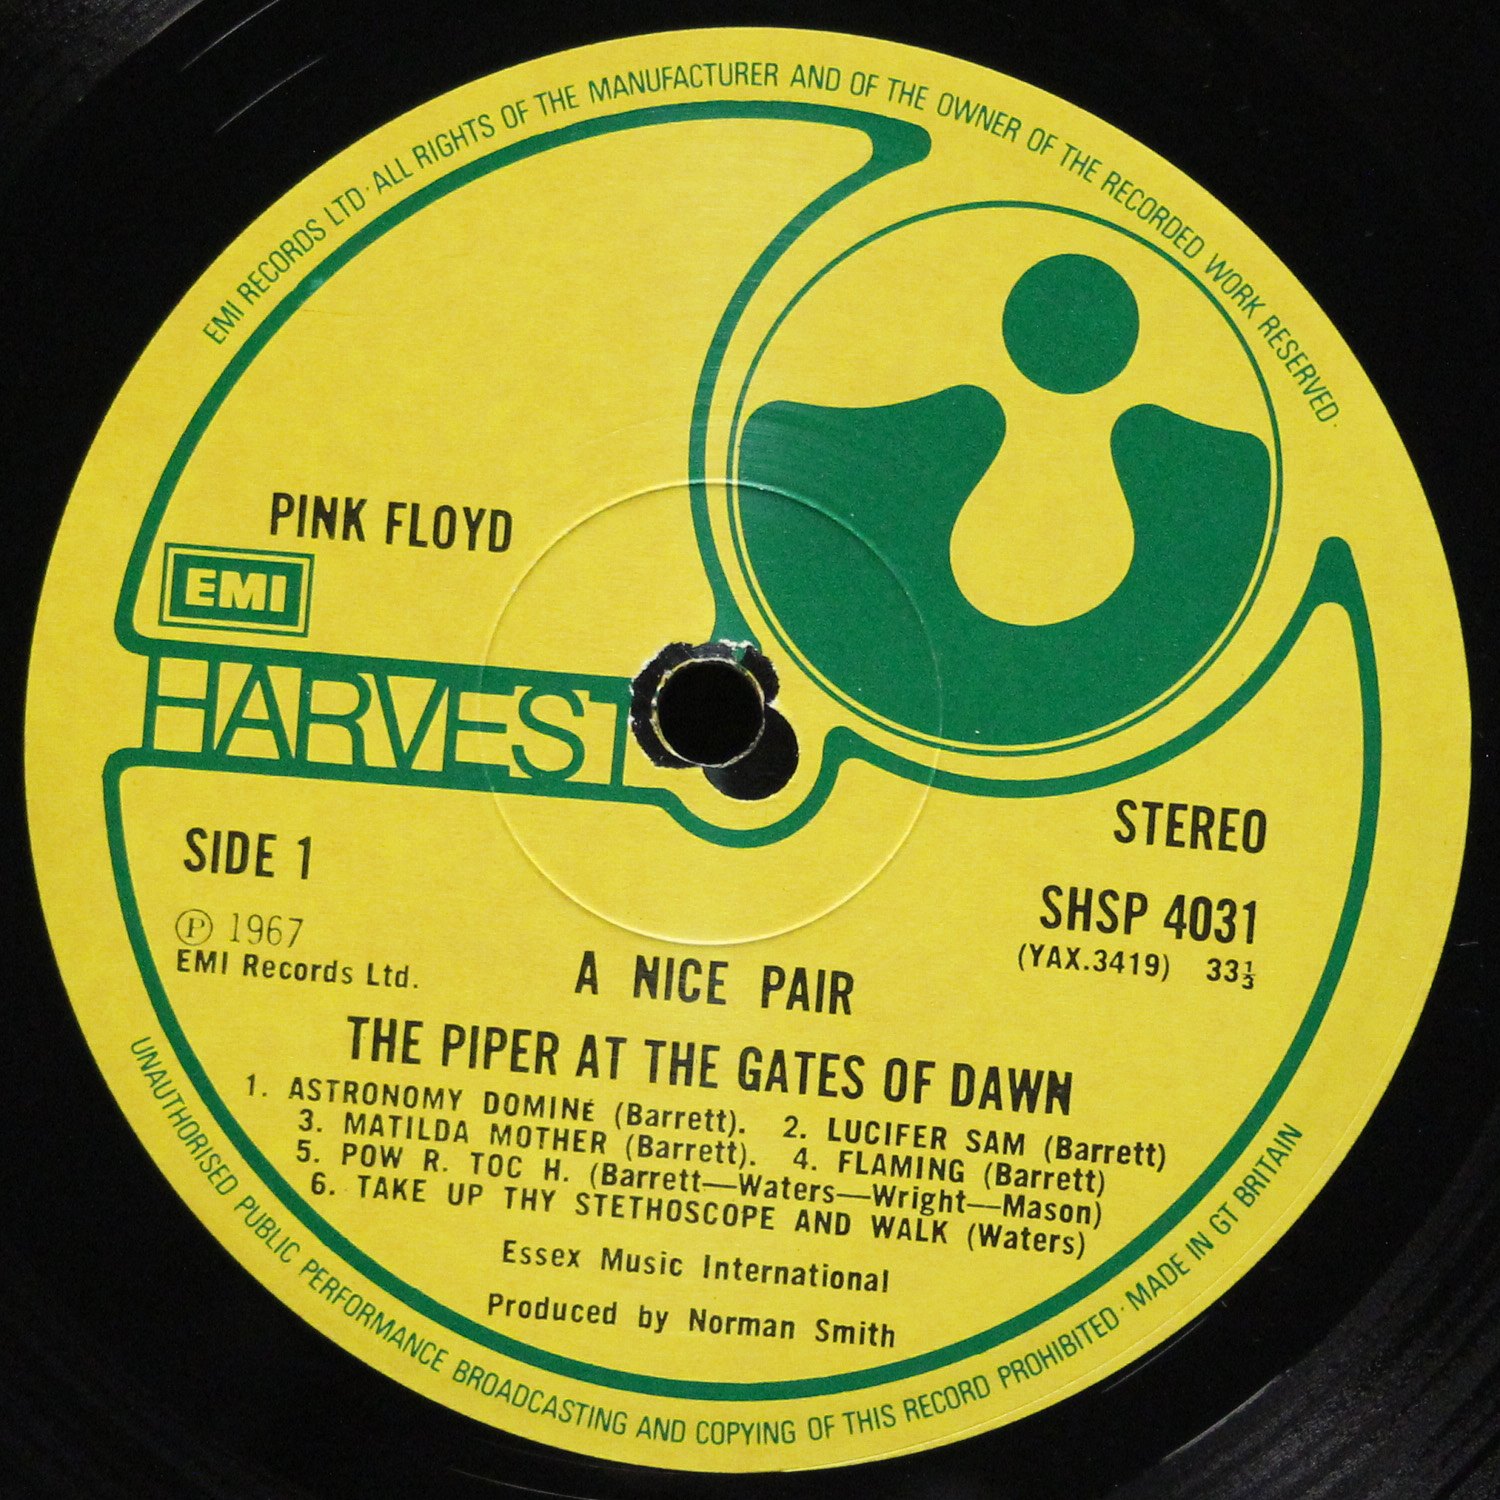 EMI RECORDS LTD · ALL RIGHTS OF THE MANUFACTURER AND OF THE OWNER OF THE RECORDED WORK RESERVED ·
PINK FLOYD
EMI
HARVEST
STEREO
SIDE 1
SHSP 4031
Ⓟ 1967
(YAX.3419) 33⅓
EMI Records Ltd.
A NICE PAIR
THE PIPER AT THE GATES OF DAWN
1. ASTRONOMY DOMINÉ (Barrett). 2. LUCIFER SAM (Barrett)
3. MATILDA MOTHER (Barrett). 4. FLAMING (Barrett)
5. POW R. TOC H. (Barrett—Waters—Wright—Mason)
6. TAKE UP THY STETHOSCOPE AND WALK (Waters)
Essex Music International
Produced by Norman Smith
UNAUTHORISED PUBLIC PERFORMANCE BROADCASTING AND COPYING OF THIS RECORD PROHIBITED · MADE IN GT BRITAIN